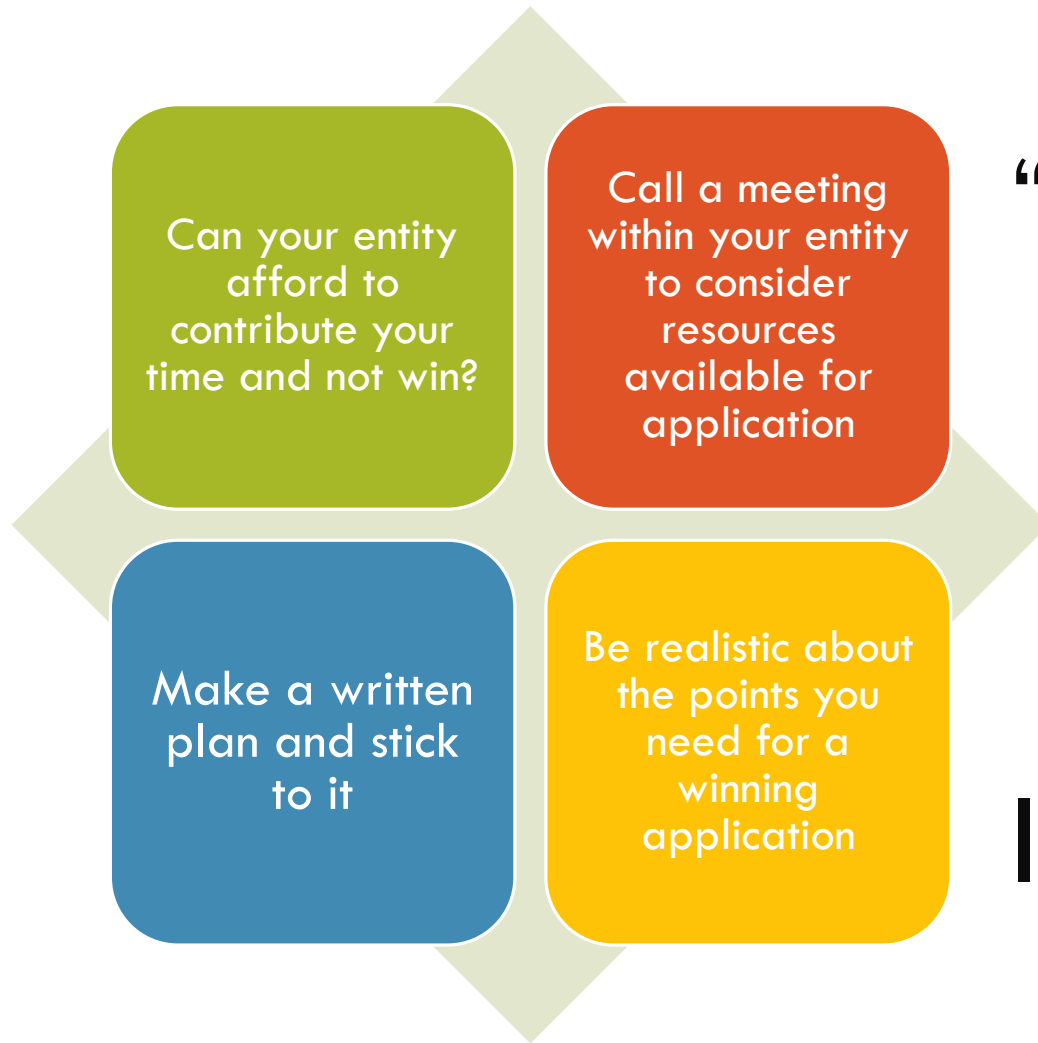 Can your entity
afford to
contribute your
time and not win?
Call a meeting
within your entity
to consider
resources
available for
application
“
Make a written
plan and stick
to it
Be realistic about
the points you
need for a
winning
application